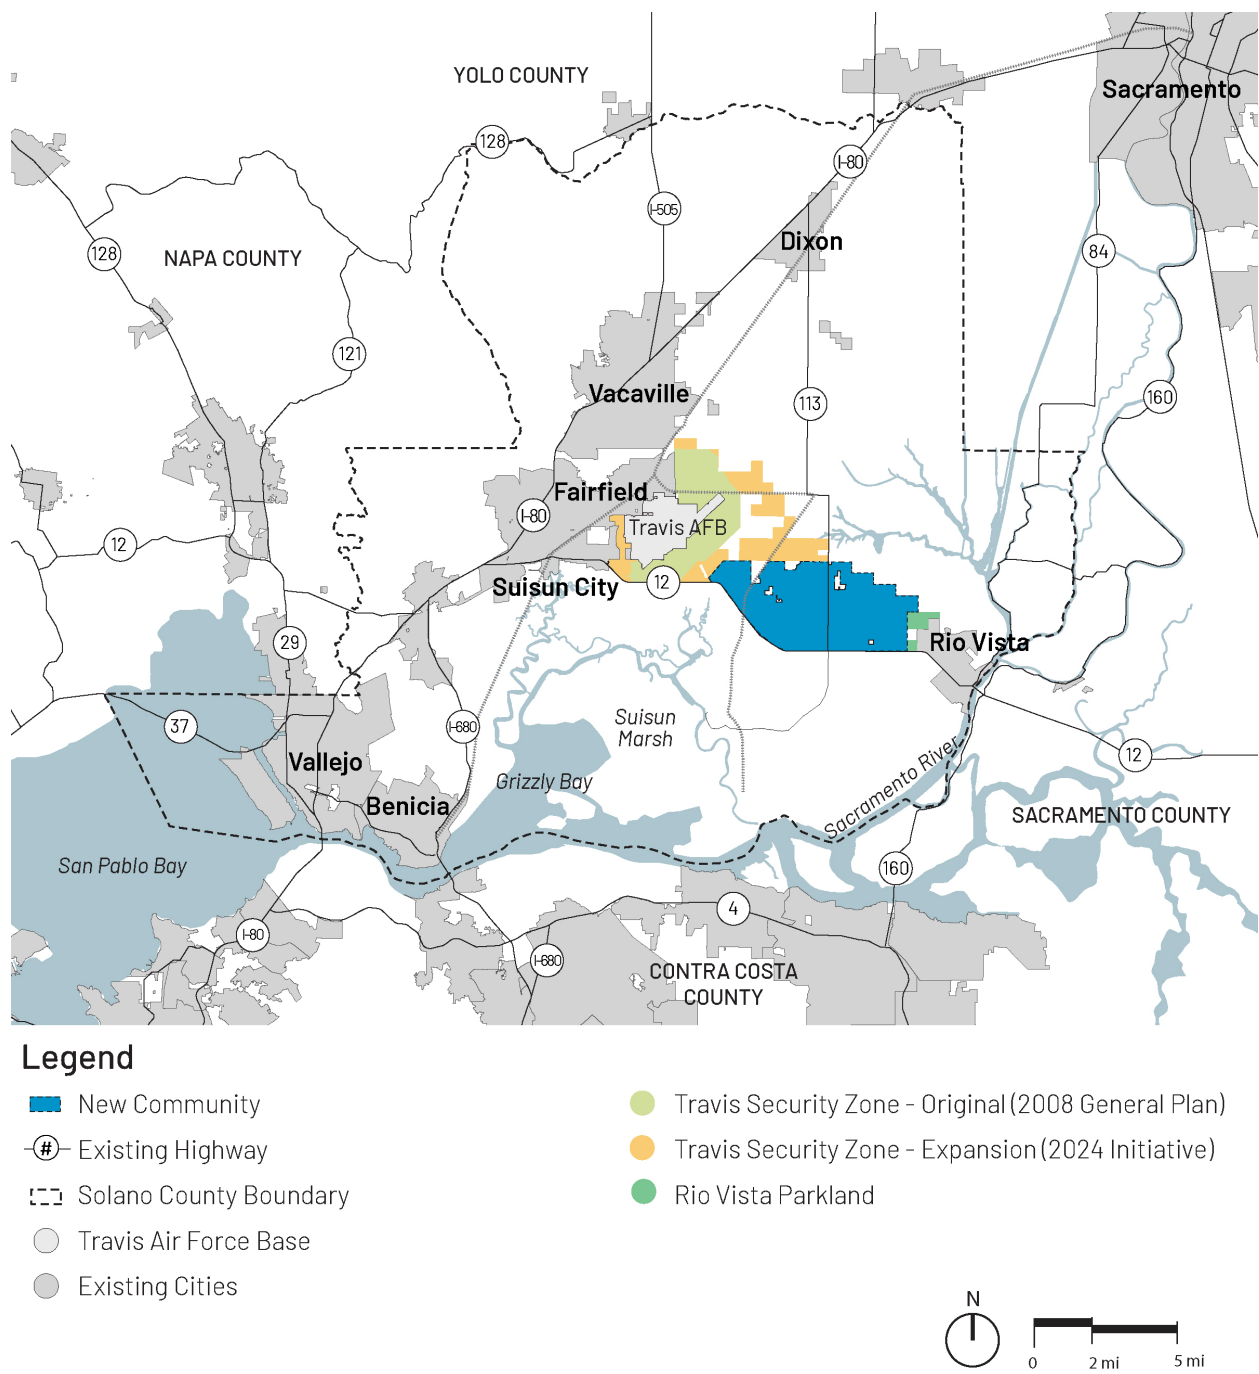 YOLO COUNTY
Sacramento
128
I-80
I-505
128
NAPA COUNTY
Dixon
84
121
Vacaville
113
160
Fairfield
I-80
Travis AFB
12
Suisun City
12
29
Rio Vista
37
I-680
Suisun
Marsh
Vallejo
Grizzly Bay
Benicia
Sacramento River
12
SACRAMENTO COUNTY
San Pablo Bay
160
4
I-80
I-680
CONTRA COSTA
COUNTY
Legend
New Community
# Existing Highway
Solano County Boundary
Travis Air Force Base
Existing Cities
Travis Security Zone - Original (2008 General Plan)
Travis Security Zone - Expansion (2024 Initiative)
Rio Vista Parkland
N
0 2 mi 5 mi